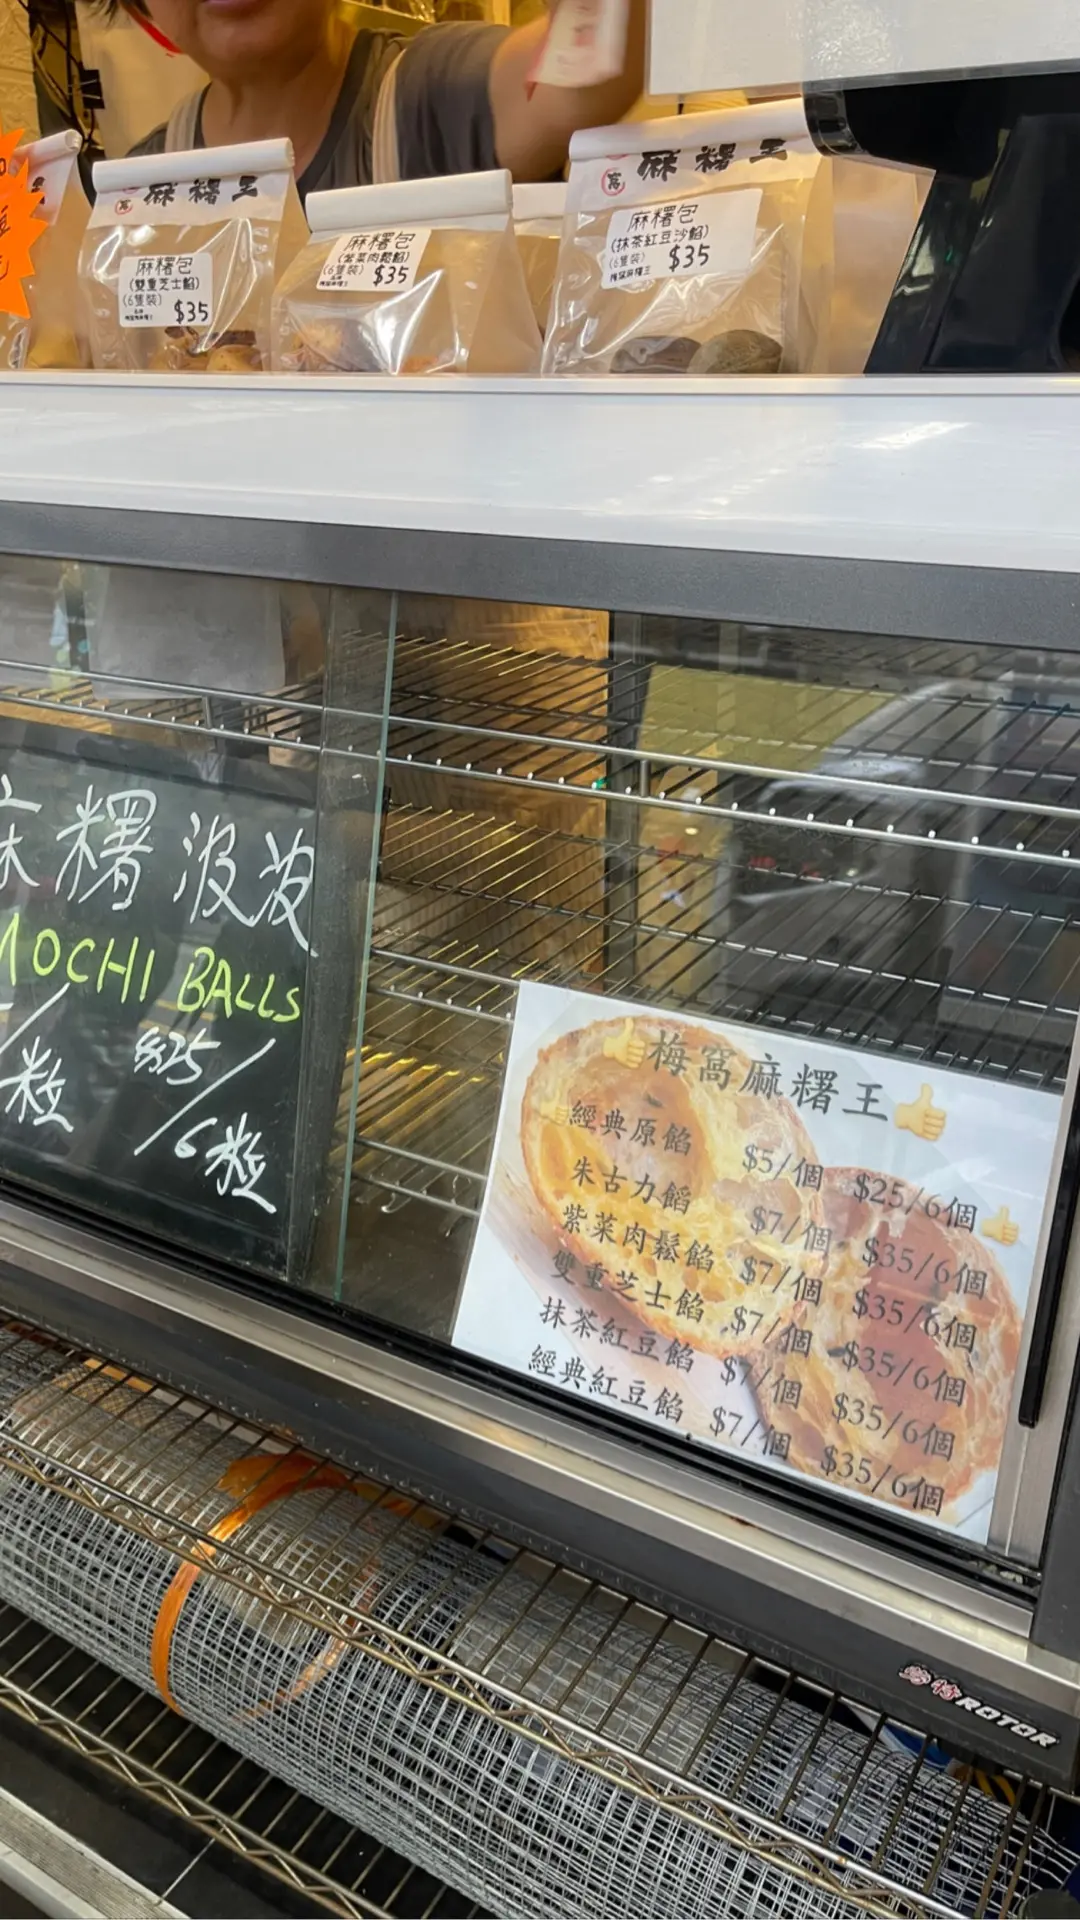 麻糬王
麻糬包
(雙重芝士餡)
(6隻裝)
$35
麻糬包
(紫菜肉鬆餡)
(6隻裝)
$35
窩
麻糬王
麻糬包
(抹茶紅豆沙餡)
(6隻裝)
梅窩麻糬王
$35
麻糬波波
MOCHI BALLS
粒
$25/6粒
👍梅窩麻糬王👍
經典原餡 $5/個 $25/6個👍
朱古力餡 $7/個 $35/6個
紫菜肉鬆餡 $7/個 $35/6個
雙重芝士餡 $7/個 $35/6個
抹茶紅豆餡 $7/個 $35/6個
經典紅豆餡 $7/個 $35/6個
ROTOR